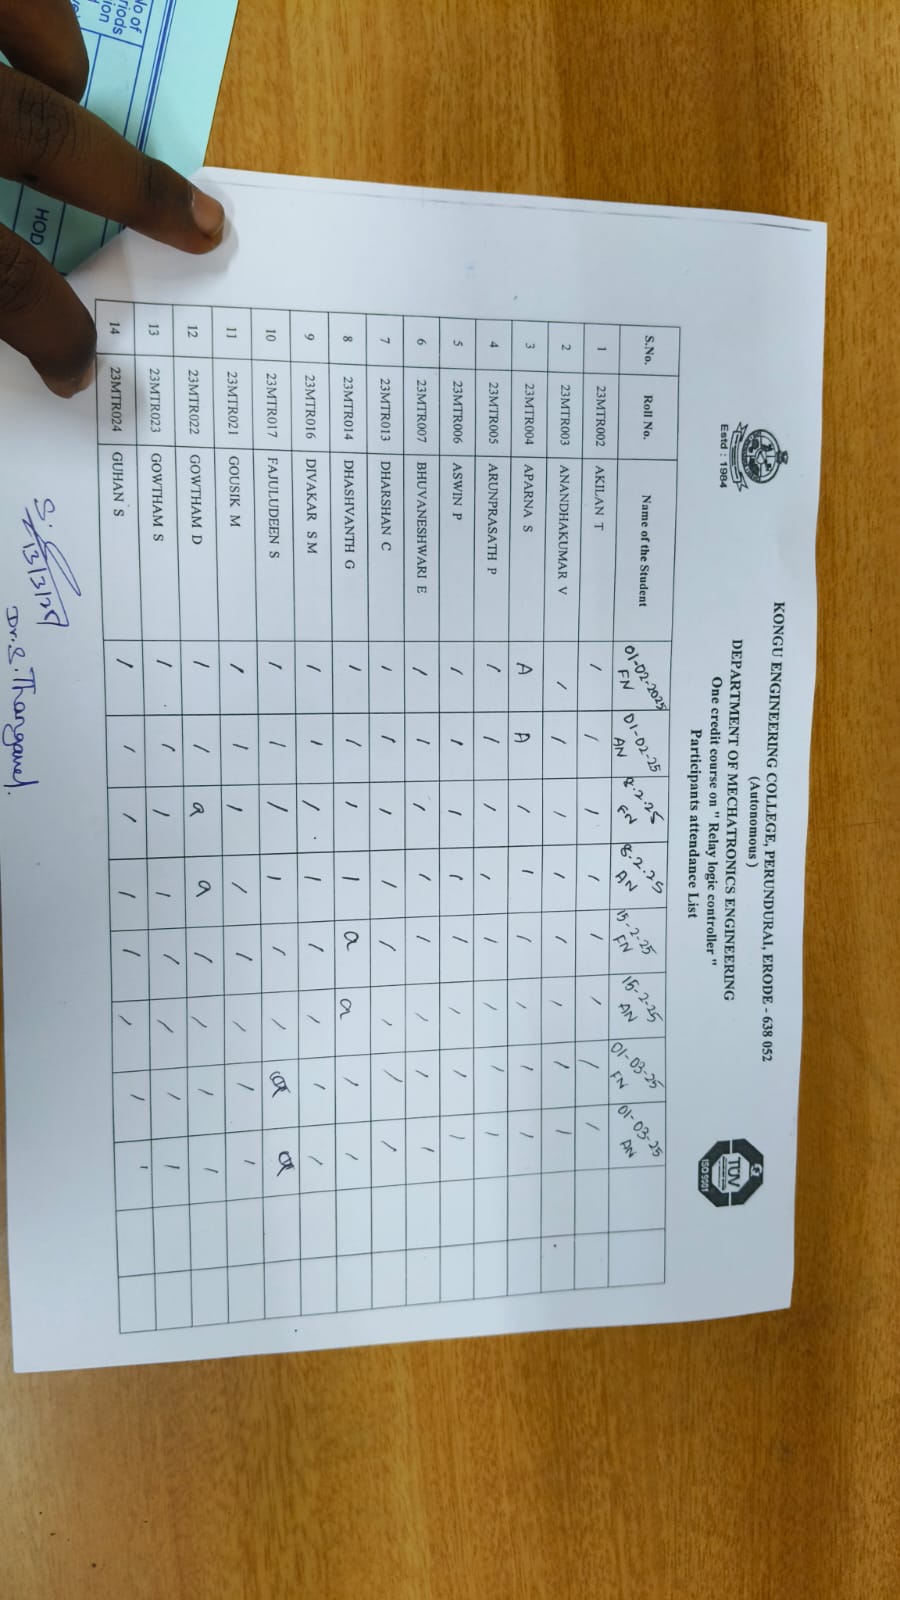 No of
riods
ion
HOD
Estd : 1984
KONGU ENGINEERING COLLEGE, PERUNDURAI, ERODE - 638 052
(Autonomous )
DEPARTMENT OF MECHATRONICS ENGINEERING
One credit course on " Relay logic controller "
Participants attendance List
TUV
ISO 9001
S.No. Roll No. Name of the Student 01-02-2025 FN 01-02-25 AN 8.2.25 FN 8.2.25 AN 15-2-25 FN 15-2-25 AN 01-03-25 FN 01-03-25 AN
1 23MTR002 AKILAN T / / / / / / / /
2 23MTR003 ANANDHAKUMAR V / / / / / / / /
3 23MTR004 APARNA S A A / / / / / /
4 23MTR005 ARUNPRASATH P / / / / / / / /
5 23MTR006 ASWIN P / / / / / / / /
6 23MTR007 BHUVANESHWARI E / / / / / / / /
7 23MTR013 DHARSHAN C / / / / / / / /
8 23MTR014 DHASHVANTH G / / / / a a / /
9 23MTR016 DIVAKAR S M / / / / / / / /
10 23MTR017 FAJULUDEEN S / / / / / / a a
11 23MTR021 GOUSIK M / / / / / / / /
12 23MTR022 GOWTHAM D / / a a / / / /
13 23MTR023 GOWTHAM S / / / / / / / /
14 23MTR024 GUHAN S / / / / / / / /
13/3/25
Dr.S.Thangavel.